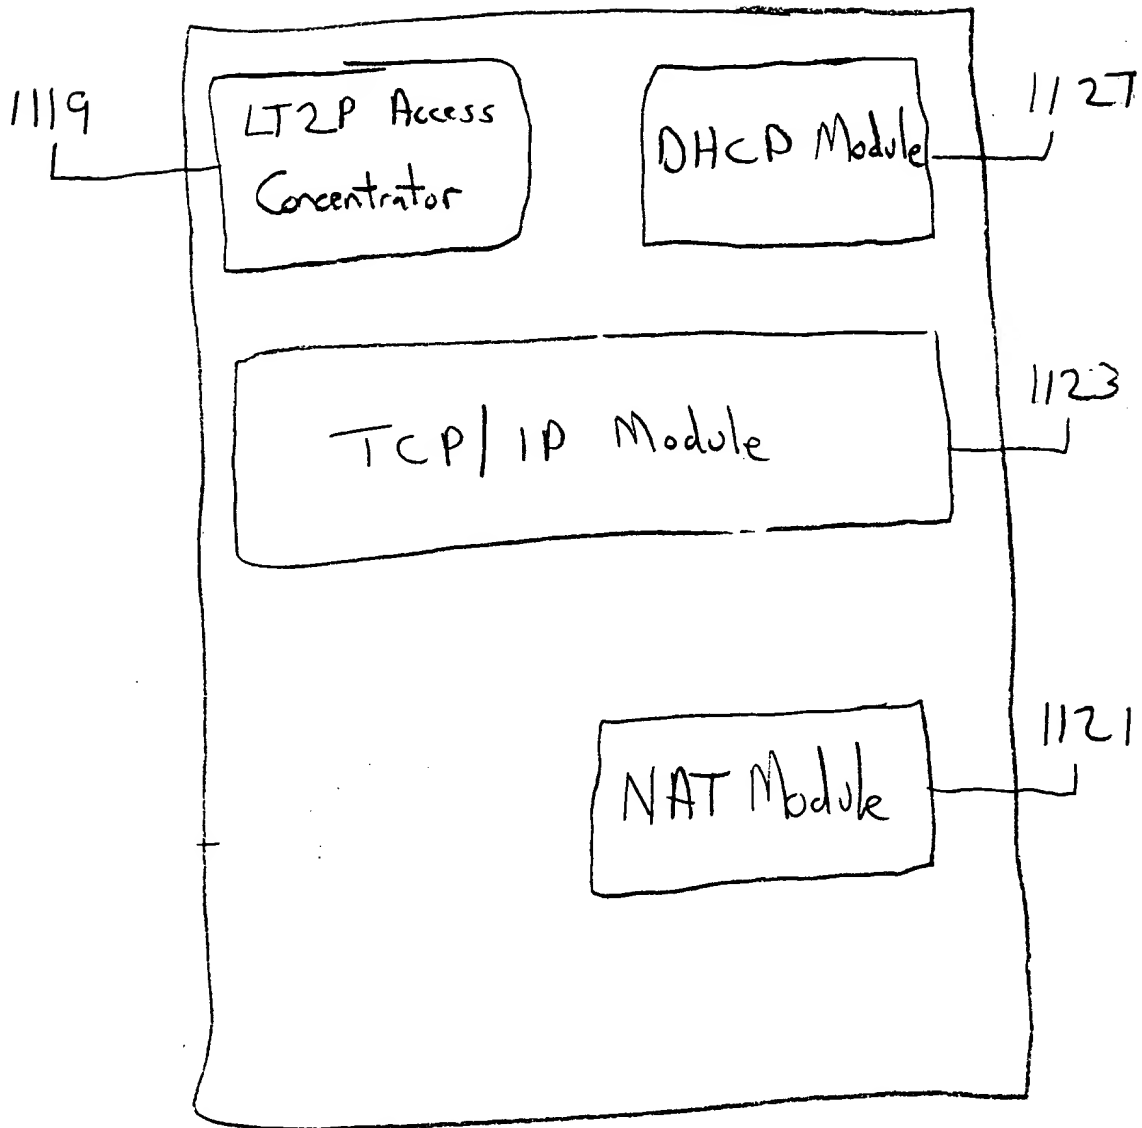 1119
LT2P Access
Concentrator
DHCP Module
1127
TCP/IP Module
1123
NAT Module
1121